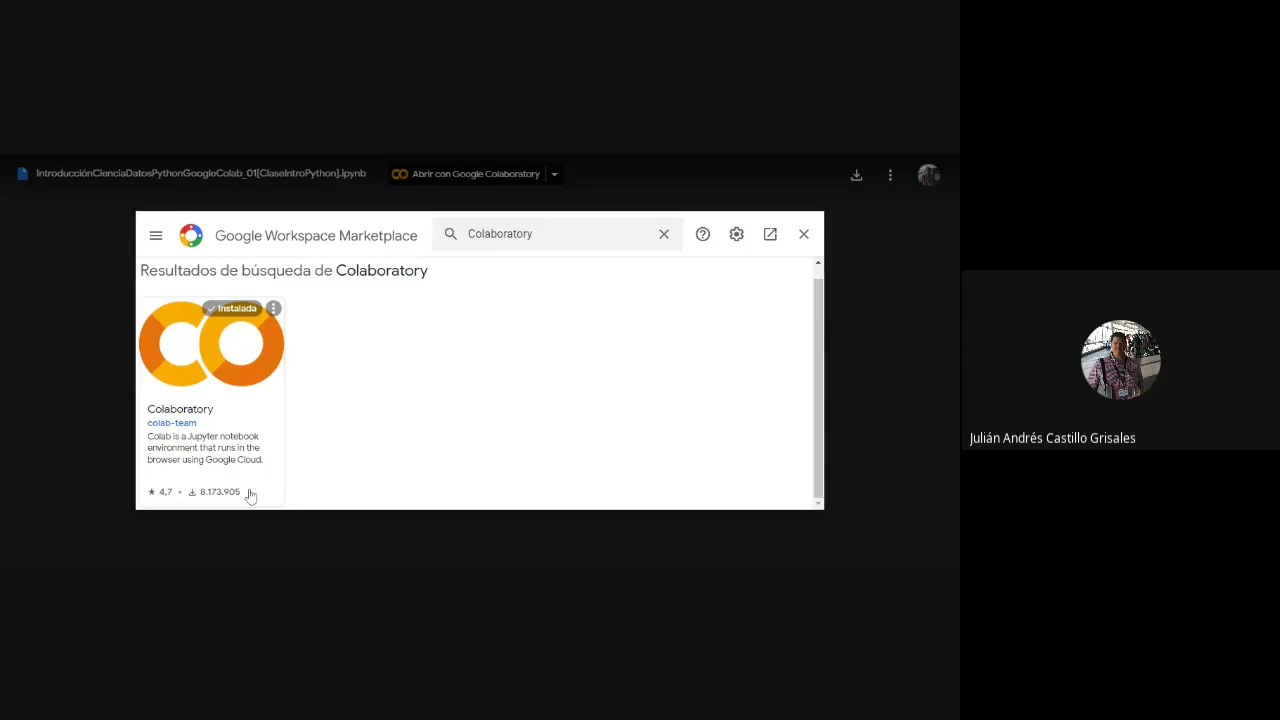 IntroducciónCienciaDatosPythonGoogleColab_01[ClaseIntroPython].ipynb
Abrir con Google Colaboratory
Google Workspace Marketplace
Colaboratory
Resultados de búsqueda de Colaboratory
Instalada
Colaboratory
colab-team
Colab is a Jupyter notebook
environment that runs in the
browser using Google Cloud.
4,7 • 8.173.905
Julián Andrés Castillo Grisales